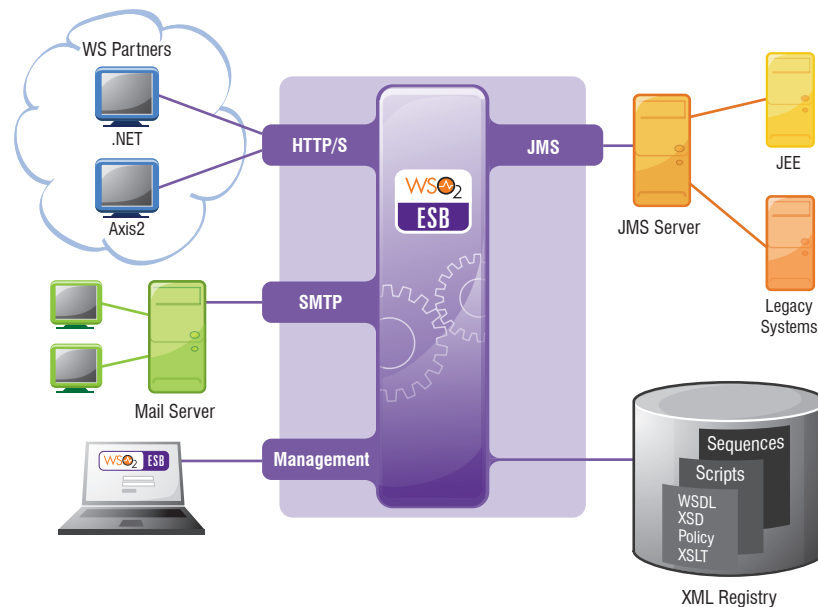 WS Partners
.NET
Axis2
HTTP/S
JMS
WSO2
ESB
JMS Server
JEE
Legacy
Systems
SMTP
Mail Server
Management
WSO2 ESB
Sequences
Scripts
WSDL
XSD
Policy
XSLT
XML Registry